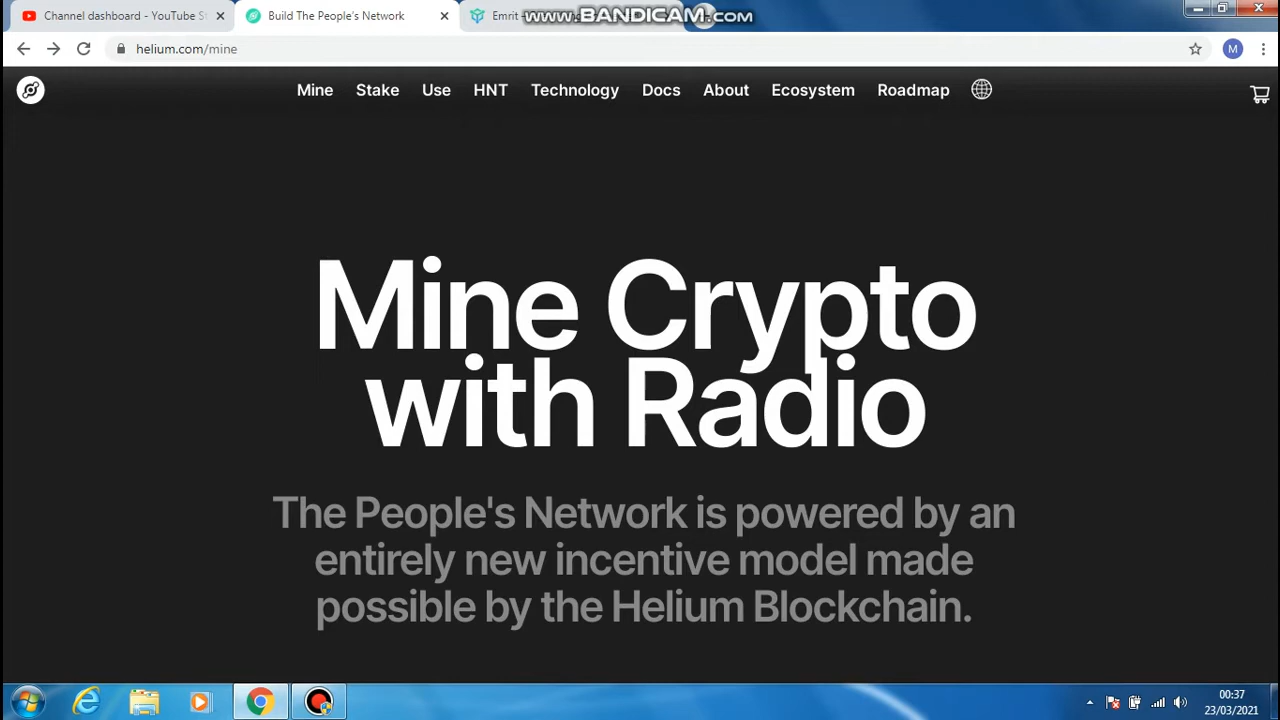 Channel dashboard - YouTube St
Build The People's Network
Emrit -
www.BANDICAM.com
helium.com/mine
M
Mine Stake Use HNT Technology Docs About Ecosystem Roadmap
Mine Crypto
with Radio
The People's Network is powered by an
entirely new incentive model made
possible by the Helium Blockchain.
00:37
23/03/2021